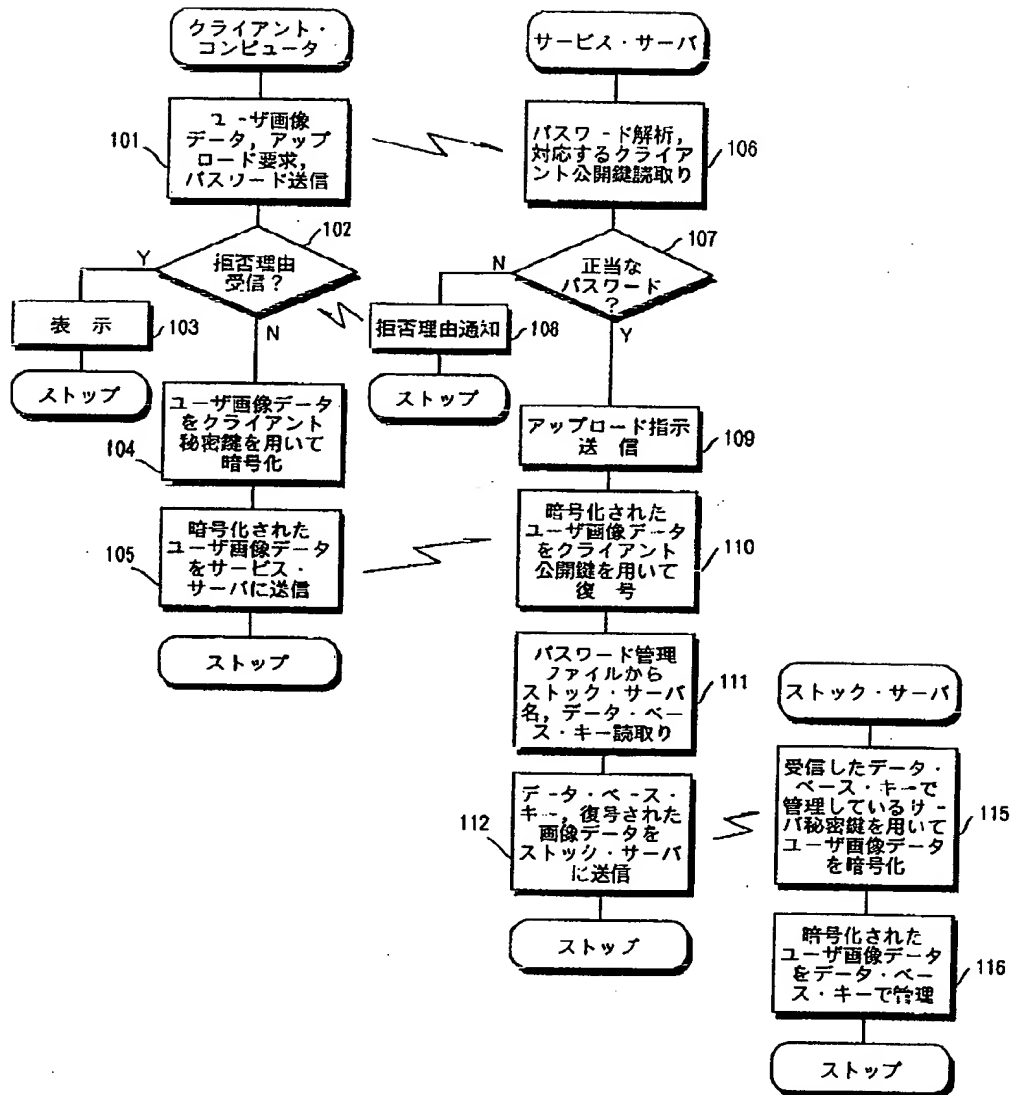 クライアント・
コンピュータ
101
ユーザ画像
データ,アップ
ロード要求,
パスワード送信
102
Y
拒否理由
受信?
N
表 示
103
ストップ
ユーザ画像データ
をクライアント
秘密鍵を用いて
暗号化
104
暗号化された
ユーザ画像データ
をサービス・
サーバに送信
105
ストップ
サービス・サーバ
パスワード解析,
対応するクライア
ント公開鍵読取り
106
107
N
正当な
パスワード
?
Y
拒否理由通知
108
ストップ
アップロード指示
送 信
109
暗号化された
ユーザ画像データ
をクライアント
公開鍵を用いて
復 号
110
パスワード管理
ファイルから
ストック・サーバ
名,データ・ベー
ス・キー読取り
111
データ・ベース・
キー,復号された
画像データを
ストック・サーバ
に送信
112
ストップ
ストック・サーバ
受信したデータ・
ベース・キーで
管理しているサー
バ秘密鍵を用いて
ユーザ画像データ
を暗号化
115
暗号化された
ユーザ画像データ
をデータ・ベー
ス・キーで管理
116
ストップ